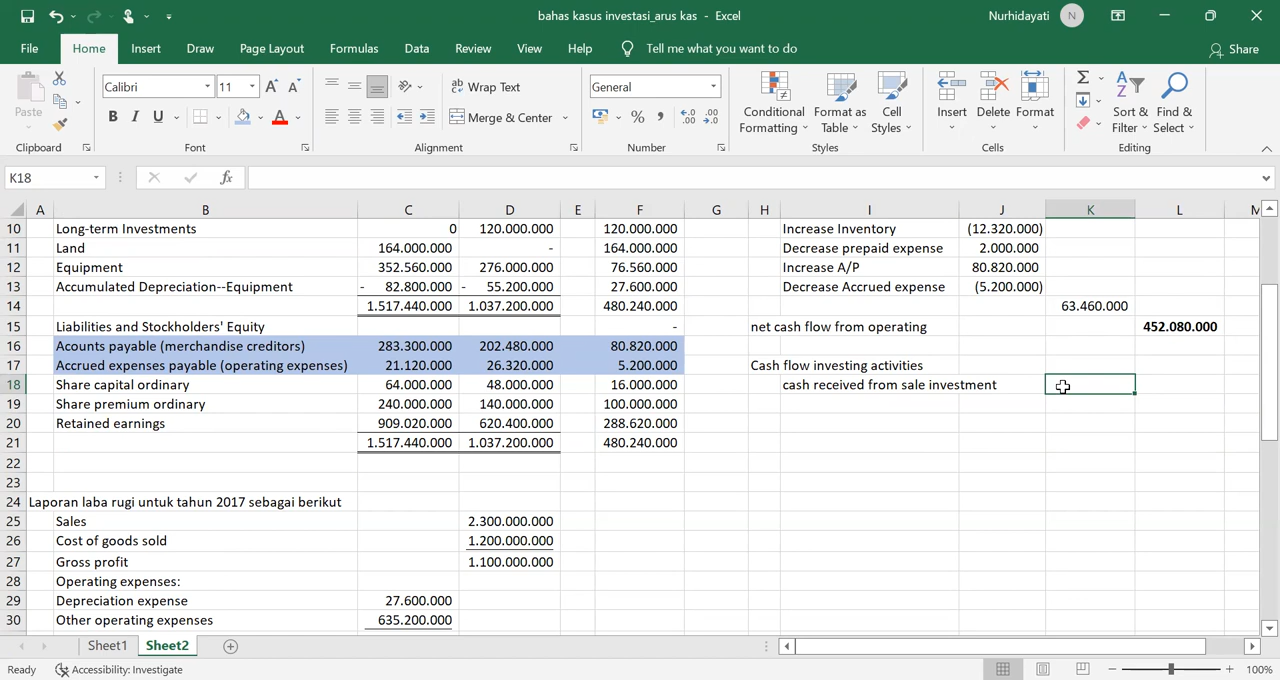 bahas kasus investasi_arus kas - Excel
Nurhidayati
N
File Home Insert Draw Page Layout Formulas Data Review View Help Tell me what you want to do
Share
Paste
Calibri 11
Wrap Text
General
Merge & Center
B I U
Conditional Formatting
Format as Table
Cell Styles
Insert
Delete
Format
Sort & Filter
Find & Select
Clipboard Font Alignment Number Styles Cells Editing
K18 fx
A B C D E F G H I J K L M
10 Long-term Investments 0 120.000.000 120.000.000 Increase Inventory (12.320.000)
11 Land 164.000.000 - 164.000.000 Decrease prepaid expense 2.000.000
12 Equipment 352.560.000 276.000.000 76.560.000 Increase A/P 80.820.000
13 Accumulated Depreciation--Equipment - 82.800.000 - 55.200.000 27.600.000 Decrease Accrued expense (5.200.000)
14 1.517.440.000 1.037.200.000 480.240.000 63.460.000
15 Liabilities and Stockholders' Equity - net cash flow from operating 452.080.000
16 Acounts payable (merchandise creditors) 283.300.000 202.480.000 80.820.000
17 Accrued expenses payable (operating expenses) 21.120.000 26.320.000 5.200.000 Cash flow investing activities
18 Share capital ordinary 64.000.000 48.000.000 16.000.000 cash received from sale investment
19 Share premium ordinary 240.000.000 140.000.000 100.000.000
20 Retained earnings 909.020.000 620.400.000 288.620.000
21 1.517.440.000 1.037.200.000 480.240.000
22
23
24 Laporan laba rugi untuk tahun 2017 sebagai berikut
25 Sales 2.300.000.000
26 Cost of goods sold 1.200.000.000
27 Gross profit 1.100.000.000
28 Operating expenses:
29 Depreciation expense 27.600.000
30 Other operating expenses 635.200.000
Sheet1 Sheet2
Ready Accessibility: Investigate 100%